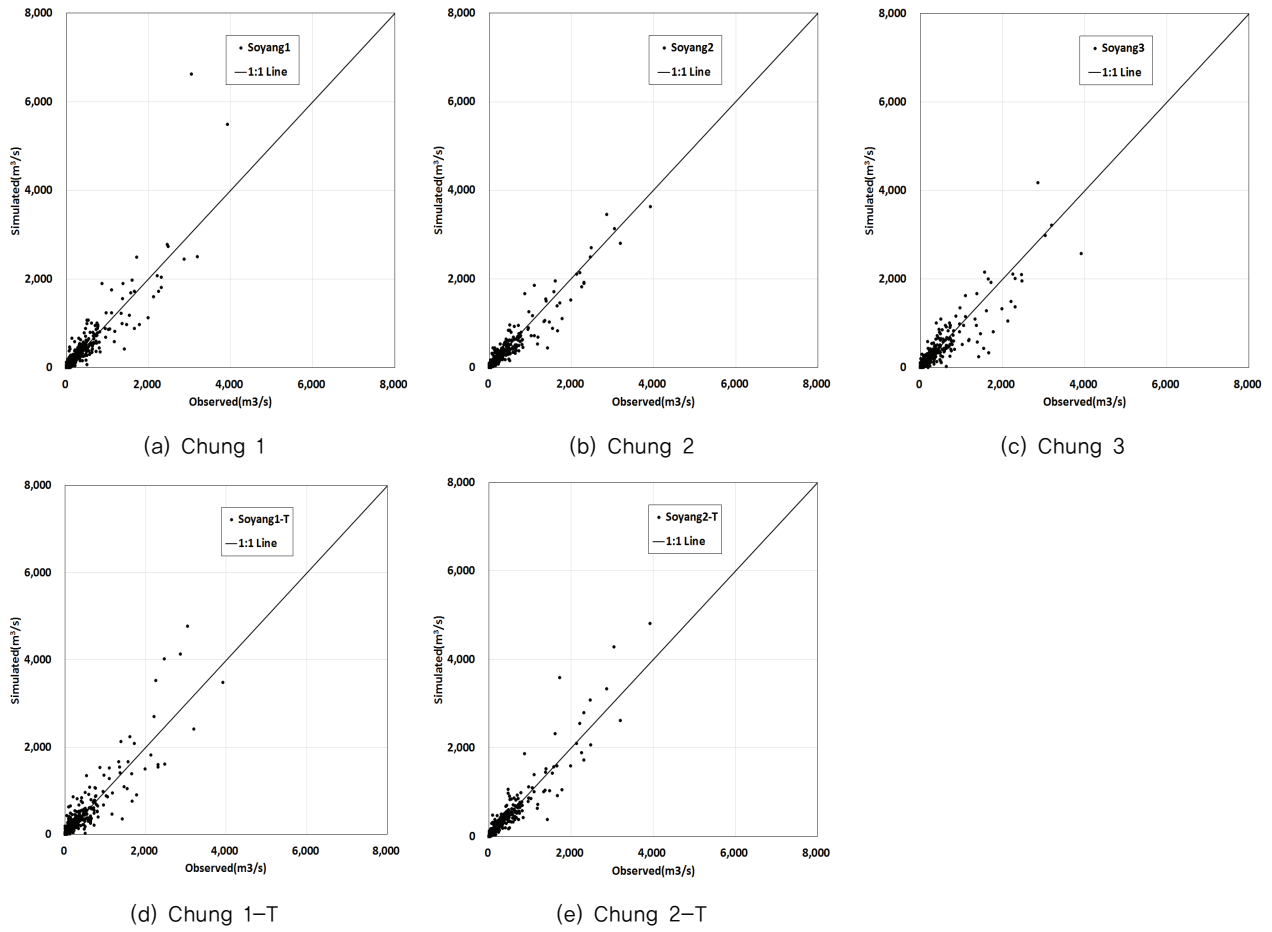 8,000
6,000
4,000
2,000
0
Simulated(m³/s)
Soyang1
1:1 Line
0 2,000 4,000 6,000 8,000
Observed(m3/s)
(a) Chung 1
8,000
6,000
4,000
2,000
0
Simulated(m³/s)
Soyang2
1:1 Line
0 2,000 4,000 6,000 8,000
Observed(m3/s)
(b) Chung 2
8,000
6,000
4,000
2,000
0
Simulated(m³/s)
Soyang3
1:1 Line
0 2,000 4,000 6,000 8,000
Observed(m3/s)
(c) Chung 3
8,000
6,000
4,000
2,000
0
Simulated(m³/s)
Soyang1-T
1:1 Line
0 2,000 4,000 6,000 8,000
Observed(m3/s)
(d) Chung 1-T
8,000
6,000
4,000
2,000
0
Simulated(m³/s)
Soyang2-T
1:1 Line
0 2,000 4,000 6,000 8,000
Observed(m3/s)
(e) Chung 2-T